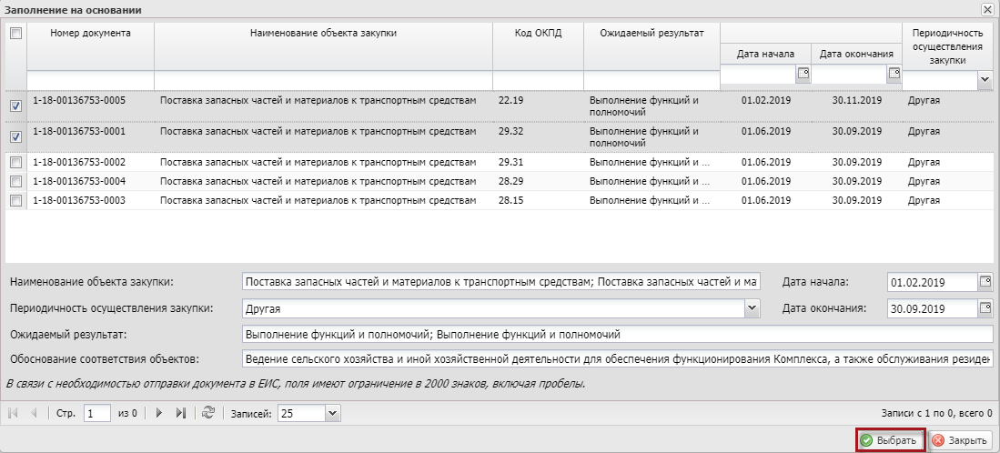 Заполнение на основании
Номер документа Наименование объекта закупки Код ОКПД Ожидаемый результат Дата начала Дата окончания Периодичность осуществления закупки
1-18-00136753-0005 Поставка запасных частей и материалов к транспортным средствам 22.19 Выполнение функций и полномочий 01.02.2019 30.11.2019 Другая
1-18-00136753-0001 Поставка запасных частей и материалов к транспортным средствам 29.32 Выполнение функций и полномочий 01.06.2019 30.09.2019 Другая
1-18-00136753-0002 Поставка запасных частей и материалов к транспортным средствам 29.31 Выполнение функций и ... 01.06.2019 30.09.2019 Другая
1-18-00136753-0004 Поставка запасных частей и материалов к транспортным средствам 28.29 Выполнение функций и ... 01.06.2019 30.09.2019 Другая
1-18-00136753-0003 Поставка запасных частей и материалов к транспортным средствам 28.15 Выполнение функций и ... 01.06.2019 30.09.2019 Другая
Наименование объекта закупки: Поставка запасных частей и материалов к транспортным средствам; Поставка запасных частей и ма Дата начала: 01.02.2019
Периодичность осуществления закупки: Другая Дата окончания: 30.09.2019
Ожидаемый результат: Выполнение функций и полномочий; Выполнение функций и полномочий
Обоснование соответствия объектов: Ведение сельского хозяйства и иной хозяйственной деятельности для обеспечения функционирования Комплекса, а также обслуживания резиден
В связи с необходимостью отправки документа в ЕИС, поля имеют ограничение в 2000 знаков, включая пробелы.
Стр. 1 из 0 Записей: 25 Записи с 1 по 0, всего 0
Выбрать Закрыть